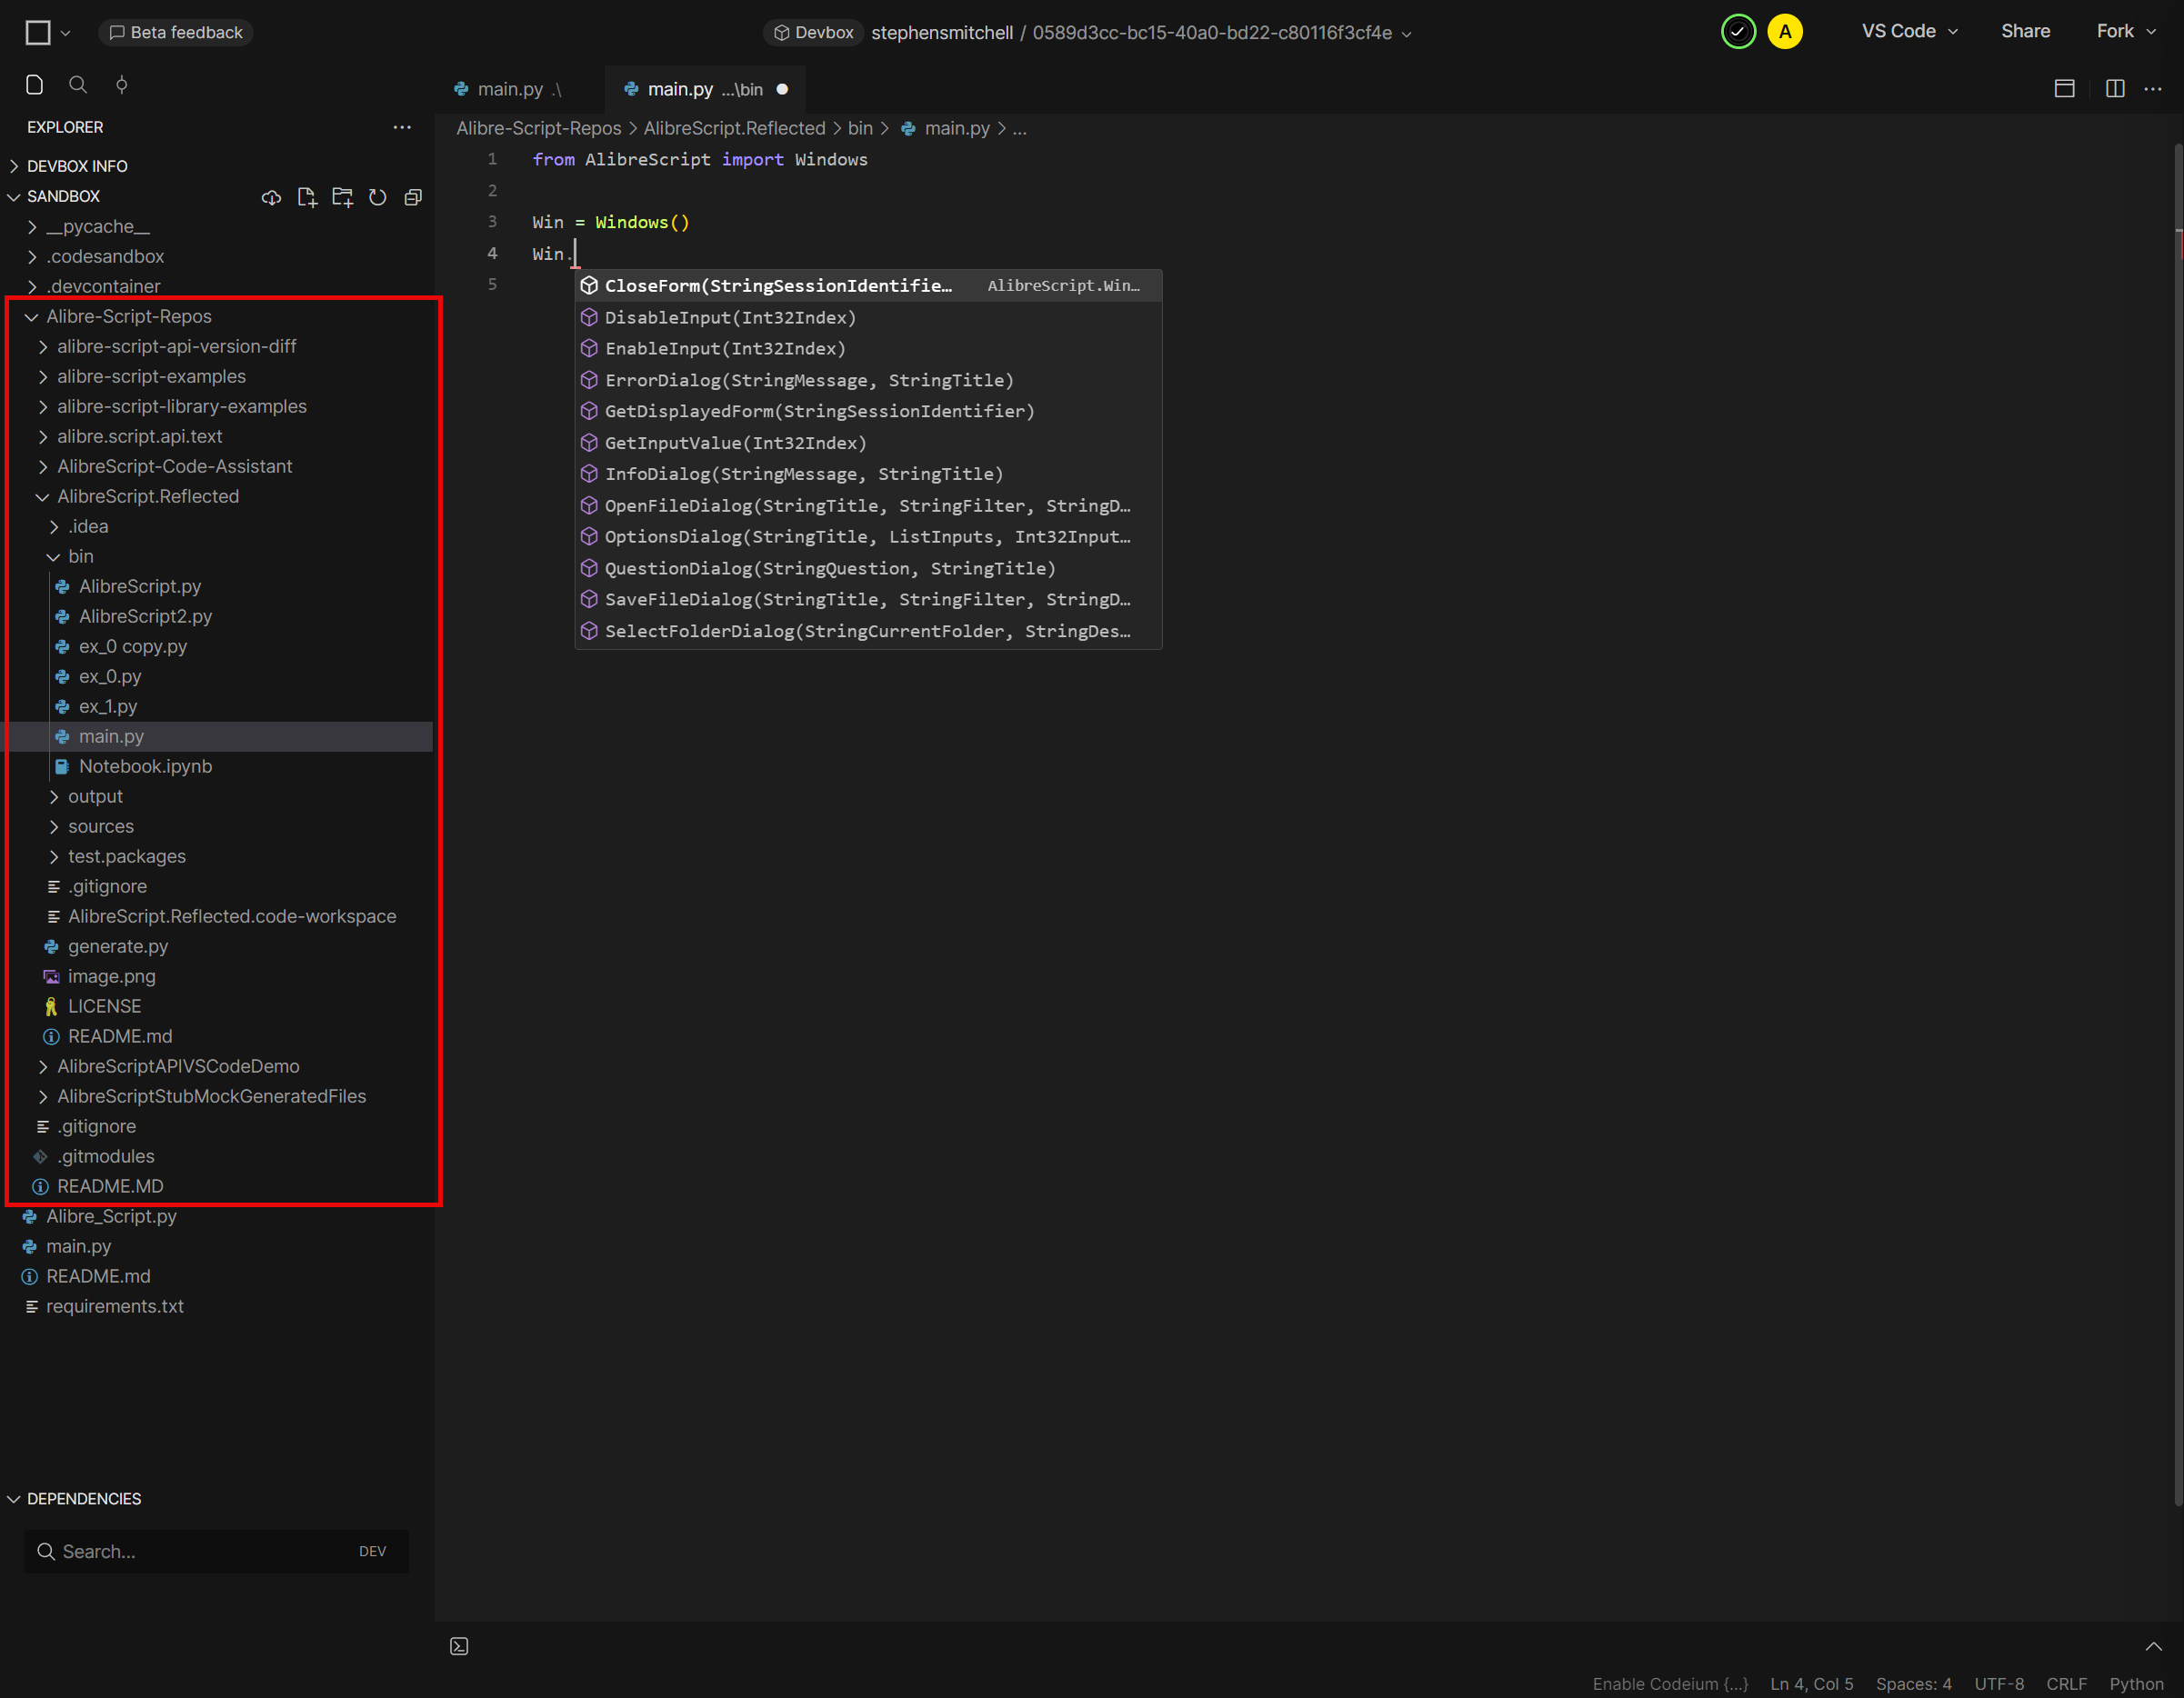 Beta feedback
Devbox stephensmitchell / 0589d3cc-bc15-40a0-bd22-c80116f3cf4e
A
VS Code
Share
Fork
EXPLORER
DEVBOX INFO
SANDBOX
__pycache__
.codesandbox
.devcontainer
Alibre-Script-Repos
alibre-script-api-version-diff
alibre-script-examples
alibre-script-library-examples
alibre.script.api.text
AlibreScript-Code-Assistant
AlibreScript.Reflected
.idea
bin
AlibreScript.py
AlibreScript2.py
ex_0 copy.py
ex_0.py
ex_1.py
main.py
Notebook.ipynb
output
sources
test.packages
.gitignore
AlibreScript.Reflected.code-workspace
generate.py
image.png
LICENSE
README.md
AlibreScriptAPIVSCodeDemo
AlibreScriptStubMockGeneratedFiles
.gitignore
.gitmodules
README.MD
Alibre_Script.py
main.py
README.md
requirements.txt
DEPENDENCIES
Search... DEV
main.py .\
main.py ...\bin
Alibre-Script-Repos > AlibreScript.Reflected > bin > main.py > ...
1 from AlibreScript import Windows
2
3 Win = Windows()
4 Win.
5
CloseForm(StringSessionIdentifie… AlibreScript.Win…
DisableInput(Int32Index)
EnableInput(Int32Index)
ErrorDialog(StringMessage, StringTitle)
GetDisplayedForm(StringSessionIdentifier)
GetInputValue(Int32Index)
InfoDialog(StringMessage, StringTitle)
OpenFileDialog(StringTitle, StringFilter, StringD…
OptionsDialog(StringTitle, ListInputs, Int32Input…
QuestionDialog(StringQuestion, StringTitle)
SaveFileDialog(StringTitle, StringFilter, StringD…
SelectFolderDialog(StringCurrentFolder, StringDes…
Enable Codeium {...} Ln 4, Col 5 Spaces: 4 UTF-8 CRLF Python